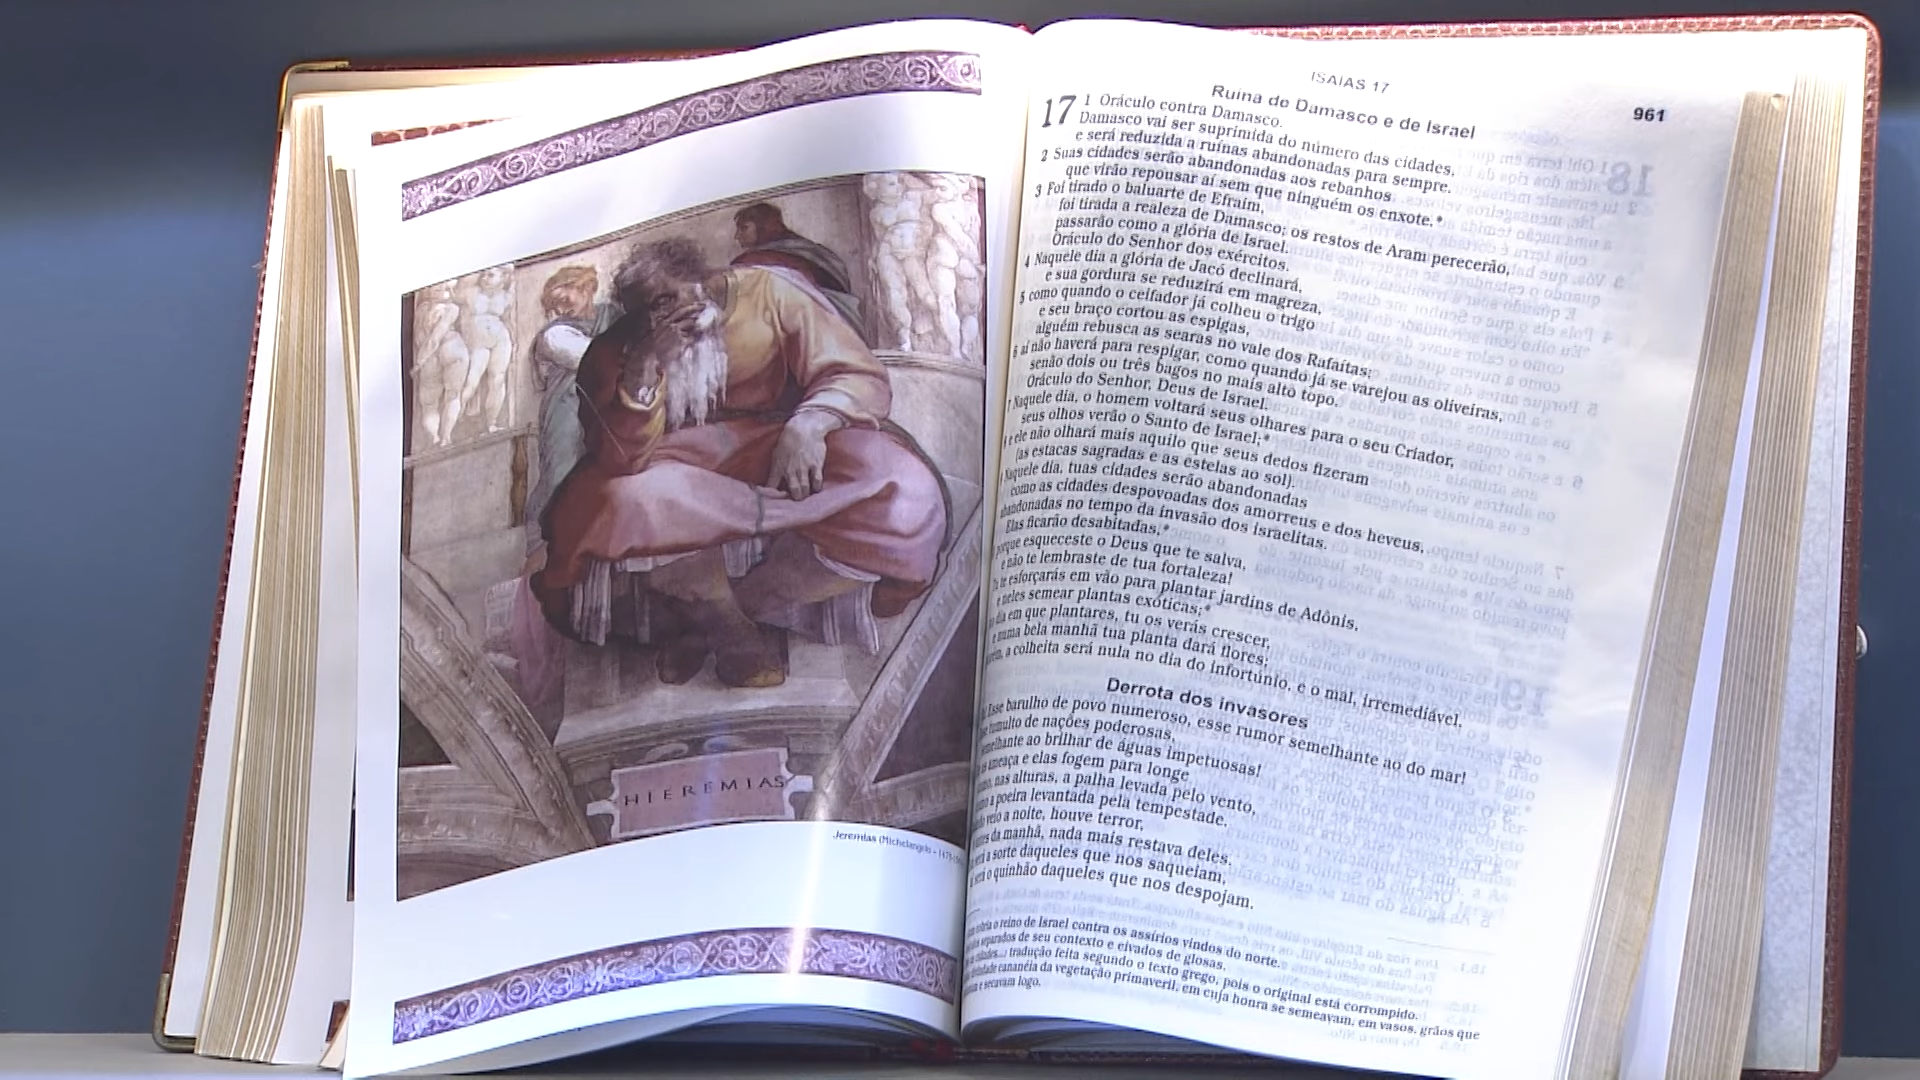 HIEREMIAS
Jeremias (Michelangelo - 1475-
ISAÍAS 17
961
Ruína de Damasco e de Israel
17 1 Oráculo contra Damasco.
Damasco vai ser suprimida do número das cidades,
e será reduzida a ruínas abandonadas para sempre.
2 Suas cidades serão abandonadas aos rebanhos
que virão repousar aí sem que ninguém os enxote.*
3 Foi tirado o baluarte de Efraim,
foi tirada a realeza de Damasco; os restos de Aram perecerão,
passarão como a glória de Israel.
Oráculo do Senhor dos exércitos.
4 Naquele dia a glória de Jacó declinará,
e sua gordura se reduzirá em magreza,
5 como quando o ceifador já colheu o trigo
e seu braço cortou as espigas,
alguém rebusca as searas no vale dos Rafaítas;
6 aí não haverá para respigar, como quando já se varejou as oliveiras,
senão dois ou três bagos no mais alto topo.
Oráculo do Senhor, Deus de Israel.
7 Naquele dia, o homem voltará seus olhares para o seu Criador,
seus olhos verão o Santo de Israel;*
e ele não olhará mais aquilo que seus dedos fizeram
(as estacas sagradas e as estelas ao sol).
Naquele dia, tuas cidades serão abandonadas
como as cidades despovoadas dos amorreus e dos heveus,
abandonadas no tempo da invasão dos israelitas.
Elas ficarão desabitadas,*
porque esqueceste o Deus que te salva,
e não te lembraste de tua fortaleza!
te esforçarás em vão para plantar jardins de Adônis,
e neles semear plantas exóticas;*
dia em que plantares, tu os verás crescer,
e numa bela manhã tua planta dará flores;
a colheita será nula no dia do infortúnio, e o mal, irremediável.
Derrota dos invasores
Esse barulho de povo numeroso, esse rumor semelhante ao do mar!
tumulto de nações poderosas,
semelhante ao brilhar de águas impetuosas!
ameaça e elas fogem para longe
nas alturas, a palha levada pelo vento,
a poeira levantada pela tempestade.
veio a noite, houve terror,
da manhã, nada mais restava deles.
a sorte daqueles que nos saqueiam,
o quinhão daqueles que nos despojam.
o reino de Israel contra os assírios vindos do norte.
separados de seu contexto e eivados de glosas.
cidades...: tradução feita segundo o texto grego, pois o original está corrompido.
cananéia da vegetação primaveril, em cuja honra se semeavam, em vasos, grãos que
e secavam logo.